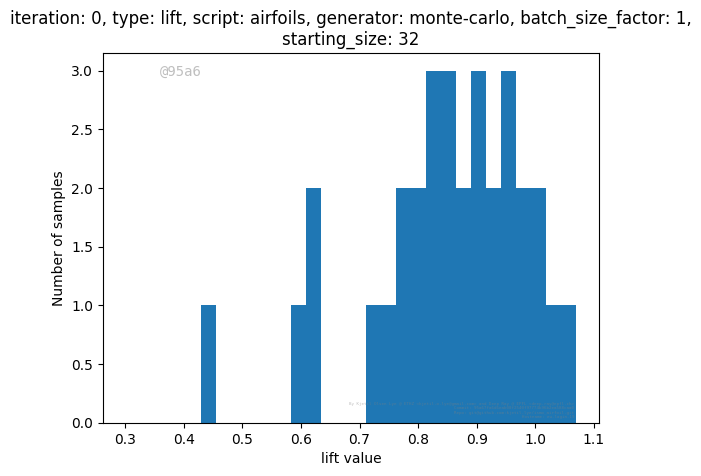 iteration: 0, type: lift, script: airfoils, generator: monte-carlo, batch_size_factor: 1,
starting_size: 32
@95a6
3.0
2.5
2.0
1.5
1.0
0.5
0.0
Number of samples
0.3 0.4 0.5 0.6 0.7 0.8 0.9 1.0 1.1
lift value